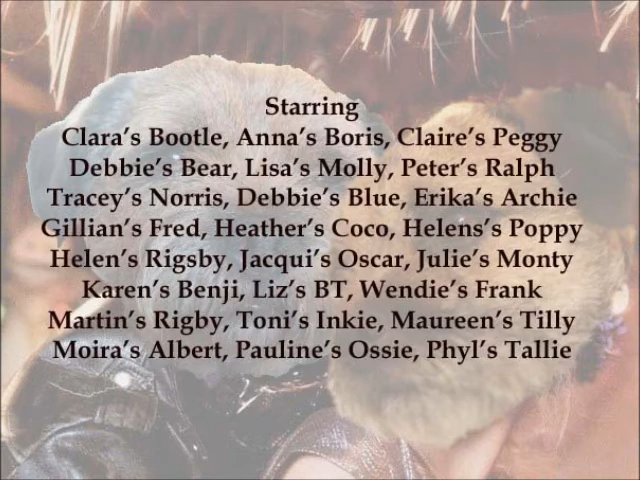 Starring
Clara's Bootle, Anna's Boris, Claire's Peggy
Debbie's Bear, Lisa's Molly, Peter's Ralph
Tracey's Norris, Debbie's Blue, Erika's Archie
Gillian's Fred, Heather's Coco, Helens's Poppy
Helen's Rigsby, Jacqui's Oscar, Julie's Monty
Karen's Benji, Liz's BT, Wendie's Frank
Martin's Rigby, Toni's Inkie, Maureen's Tilly
Moira's Albert, Pauline's Ossie, Phyl's Tallie